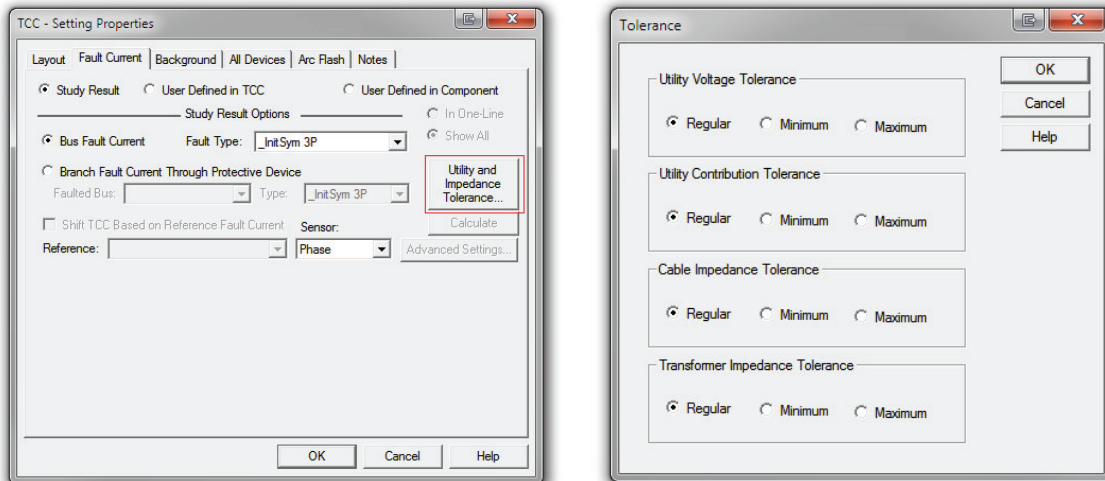 TCC - Setting Properties
Layout Fault Current Background All Devices Arc Flash Notes
Study Result User Defined in TCC User Defined in Component
Study Result Options In One-Line
Bus Fault Current Fault Type: _InitSym 3P Show All
Branch Fault Current Through Protective Device
Utility and
Impedance
Tolerance...
Faulted Bus: Type: _InitSym 3P
Shift TCC Based on Reference Fault Current Sensor: Calculate
Reference: Phase Advanced Settings...
OK Cancel Help
Tolerance
OK
Cancel
Help
Utility Voltage Tolerance
Regular Minimum Maximum
Utility Contribution Tolerance
Regular Minimum Maximum
Cable Impedance Tolerance
Regular Minimum Maximum
Transformer Impedance Tolerance
Regular Minimum Maximum